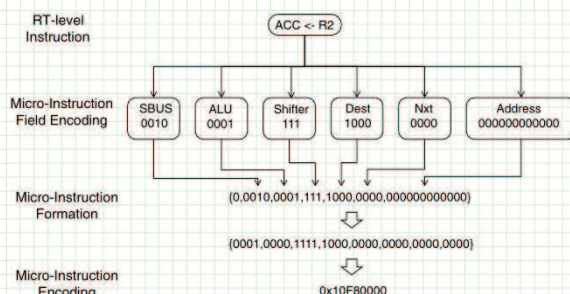 RT-level
Instruction
ACC <- R2
Micro-Instruction
Field Encoding
SBUS
0010
ALU
0001
Shifter
111
Dest
1000
Nxt
0000
Address
000000000000
Micro-Instruction
Formation
{0,0010,0001,111,1000,0000,000000000000}
{0001,0000,1111,1000,0000,0000,0000,0000}
Micro-Instruction
Encoding
0x10F80000